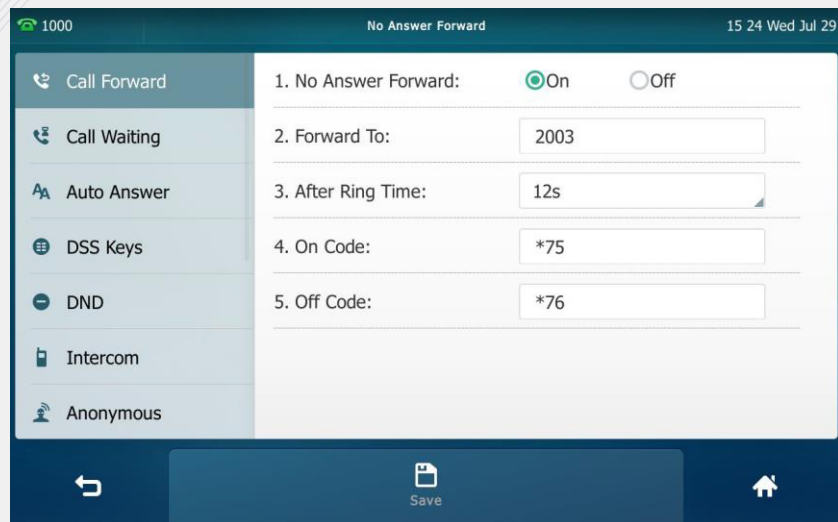 1000 No Answer Forward 15 24 Wed Jul 29
Call Forward
Call Waiting
Auto Answer
DSS Keys
DND
Intercom
Anonymous
1. No Answer Forward: On Off
2. Forward To: 2003
3. After Ring Time: 12s
4. On Code: *75
5. Off Code: *76
Save